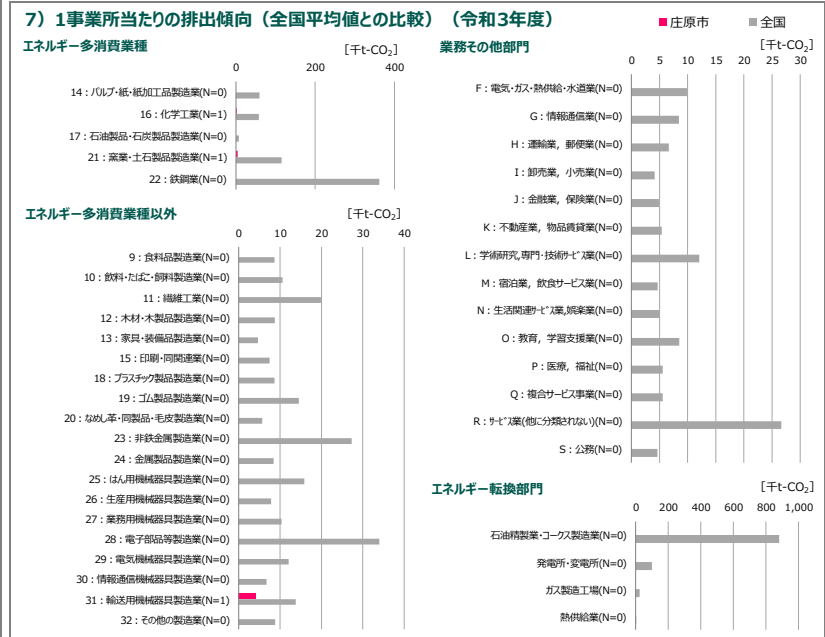 7）1事業所当たりの排出傾向（全国平均値との比較）（令和3年度）
■庄原市 ■全国
エネルギー多消費業種
［千t-CO₂］
0 200 400
14：パルプ・紙・紙加工品製造業(N=0)
16：化学工業(N=1)
17：石油製品・石炭製品製造業(N=0)
21：窯業・土石製品製造業(N=1)
22：鉄鋼業(N=0)
エネルギー多消費業種以外
［千t-CO₂］
0 10 20 30 40
9：食料品製造業(N=0)
10：飲料・たばこ・飼料製造業(N=0)
11：繊維工業(N=0)
12：木材・木製品製造業(N=0)
13：家具・装備品製造業(N=0)
15：印刷・同関連業(N=0)
18：プラスチック製品製造業(N=0)
19：ゴム製品製造業(N=0)
20：なめし革・同製品・毛皮製造業(N=0)
23：非鉄金属製造業(N=0)
24：金属製品製造業(N=0)
25：はん用機械器具製造業(N=0)
26：生産用機械器具製造業(N=0)
27：業務用機械器具製造業(N=0)
28：電子部品等製造業(N=0)
29：電気機械器具製造業(N=0)
30：情報通信機械器具製造業(N=0)
31：輸送用機械器具製造業(N=1)
32：その他の製造業(N=0)
業務その他部門
［千t-CO₂］
0 5 10 15 20 25 30
F：電気・ガス・熱供給・水道業(N=0)
G：情報通信業(N=0)
H：運輸業，郵便業(N=0)
I：卸売業，小売業(N=0)
J：金融業，保険業(N=0)
K：不動産業，物品賃貸業(N=0)
L：学術研究,専門・技術ｻｰﾋﾞｽ業(N=0)
M：宿泊業，飲食サービス業(N=0)
N：生活関連ｻｰﾋﾞｽ業,娯楽業(N=0)
O：教育，学習支援業(N=0)
P：医療，福祉(N=0)
Q：複合サービス事業(N=0)
R：ｻｰﾋﾞｽ業(他に分類されない)(N=0)
S：公務(N=0)
エネルギー転換部門
［千t-CO₂］
0 200 400 600 800 1,000
石油精製業・コークス製造業(N=0)
発電所・変電所(N=0)
ガス製造工場(N=0)
熱供給業(N=0)